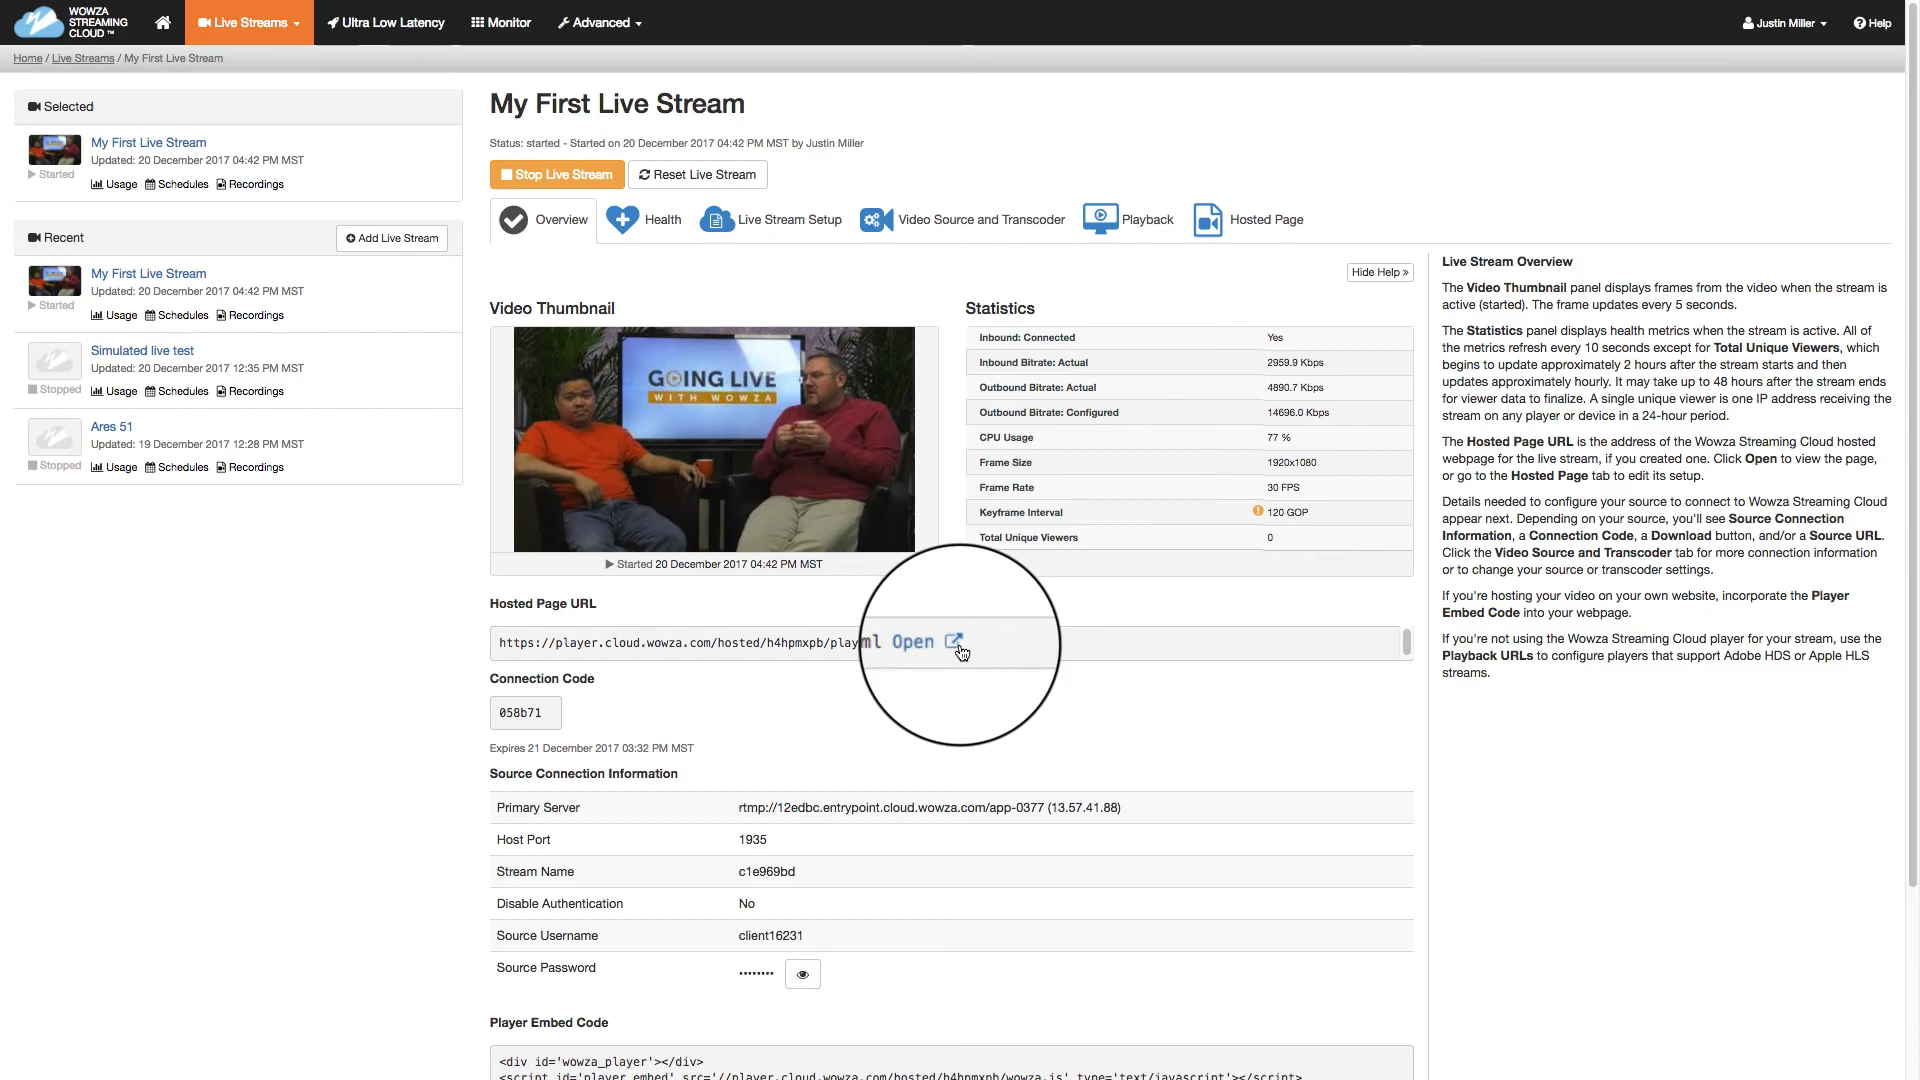 WOWZA
STREAMING
CLOUD ™
Live Streams
Ultra Low Latency
Monitor
Advanced
Justin Miller
Help
Home / Live Streams / My First Live Stream
Selected
My First Live Stream
Updated: 20 December 2017 04:42 PM MST
Started
Usage Schedules Recordings
Recent
Add Live Stream
My First Live Stream
Updated: 20 December 2017 04:42 PM MST
Started
Usage Schedules Recordings
Simulated live test
Updated: 20 December 2017 12:35 PM MST
Stopped
Usage Schedules Recordings
Ares 51
Updated: 19 December 2017 12:28 PM MST
Stopped
Usage Schedules Recordings
My First Live Stream
Status: started - Started on 20 December 2017 04:42 PM MST by Justin Miller
Stop Live Stream
Reset Live Stream
Overview
Health
Live Stream Setup
Video Source and Transcoder
Playback
Hosted Page
Hide Help »
Video Thumbnail
GOING LIVE
WITH WOWZA
Started 20 December 2017 04:42 PM MST
Statistics
Inbound: Connected Yes
Inbound Bitrate: Actual 2959.9 Kbps
Outbound Bitrate: Actual 4890.7 Kbps
Outbound Bitrate: Configured 14696.0 Kbps
CPU Usage 77 %
Frame Size 1920x1080
Frame Rate 30 FPS
Keyframe Interval 120 GOP
Total Unique Viewers 0
Hosted Page URL
https://player.cloud.wowza.com/hosted/h4hpmxpb/playml Open
Connection Code
058b71
Expires 21 December 2017 03:32 PM MST
Source Connection Information
Primary Server rtmp://12edbc.entrypoint.cloud.wowza.com/app-0377 (13.57.41.88)
Host Port 1935
Stream Name c1e969bd
Disable Authentication No
Source Username client16231
Source Password ••••••••
Player Embed Code
<div id='wowza_player'></div>
<script id='player_embed' src='//player.cloud.wowza.com/hosted/h4hpmxpb/wowza.js' type='text/javascript'></script>
Live Stream Overview
The Video Thumbnail panel displays frames from the video when the stream is
active (started). The frame updates every 5 seconds.
The Statistics panel displays health metrics when the stream is active. All of
the metrics refresh every 10 seconds except for Total Unique Viewers, which
begins to update approximately 2 hours after the stream starts and then
updates approximately hourly. It may take up to 48 hours after the stream ends
for viewer data to finalize. A single unique viewer is one IP address receiving the
stream on any player or device in a 24-hour period.
The Hosted Page URL is the address of the Wowza Streaming Cloud hosted
webpage for the live stream, if you created one. Click Open to view the page,
or go to the Hosted Page tab to edit its setup.
Details needed to configure your source to connect to Wowza Streaming Cloud
appear next. Depending on your source, you'll see Source Connection
Information, a Connection Code, a Download button, and/or a Source URL.
Click the Video Source and Transcoder tab for more connection information
or to change your source or transcoder settings.
If you're hosting your video on your own website, incorporate the Player
Embed Code into your webpage.
If you're not using the Wowza Streaming Cloud player for your stream, use the
Playback URLs to configure players that support Adobe HDS or Apple HLS
streams.